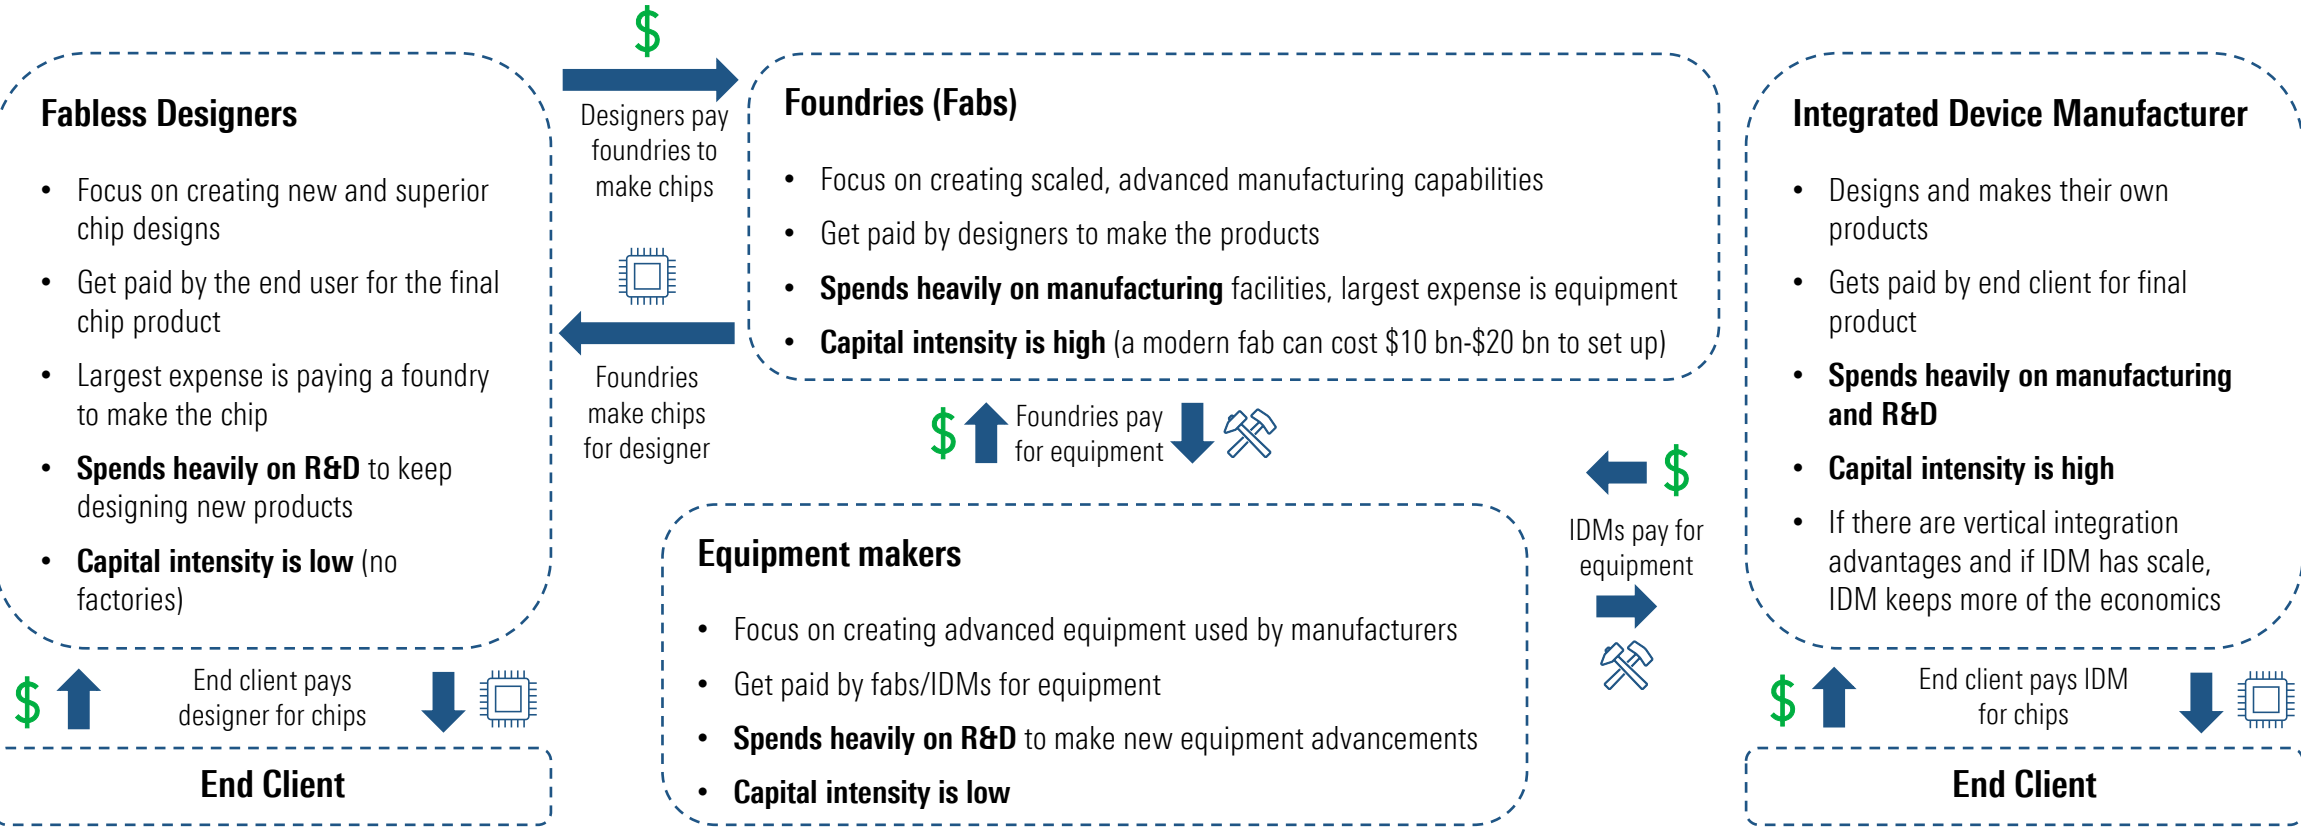 Fabless Designers
• Focus on creating new and superior
chip designs
• Get paid by the end user for the final
chip product
• Largest expense is paying a foundry
to make the chip
• Spends heavily on R&D to keep
designing new products
• Capital intensity is low (no
factories)
$
Designers pay
foundries to
make chips
Foundries
make chips
for designer
Foundries (Fabs)
• Focus on creating scaled, advanced manufacturing capabilities
• Get paid by designers to make the products
• Spends heavily on manufacturing facilities, largest expense is equipment
• Capital intensity is high (a modern fab can cost $10 bn-$20 bn to set up)
$
Foundries pay
for equipment
Equipment makers
• Focus on creating advanced equipment used by manufacturers
• Get paid by fabs/IDMs for equipment
• Spends heavily on R&D to make new equipment advancements
• Capital intensity is low
$
IDMs pay for
equipment
Integrated Device Manufacturer
• Designs and makes their own
products
• Gets paid by end client for final
product
• Spends heavily on manufacturing
and R&D
• Capital intensity is high
• If there are vertical integration
advantages and if IDM has scale,
IDM keeps more of the economics
$
End client pays
designer for chips
End Client
$
End client pays IDM
for chips
End Client